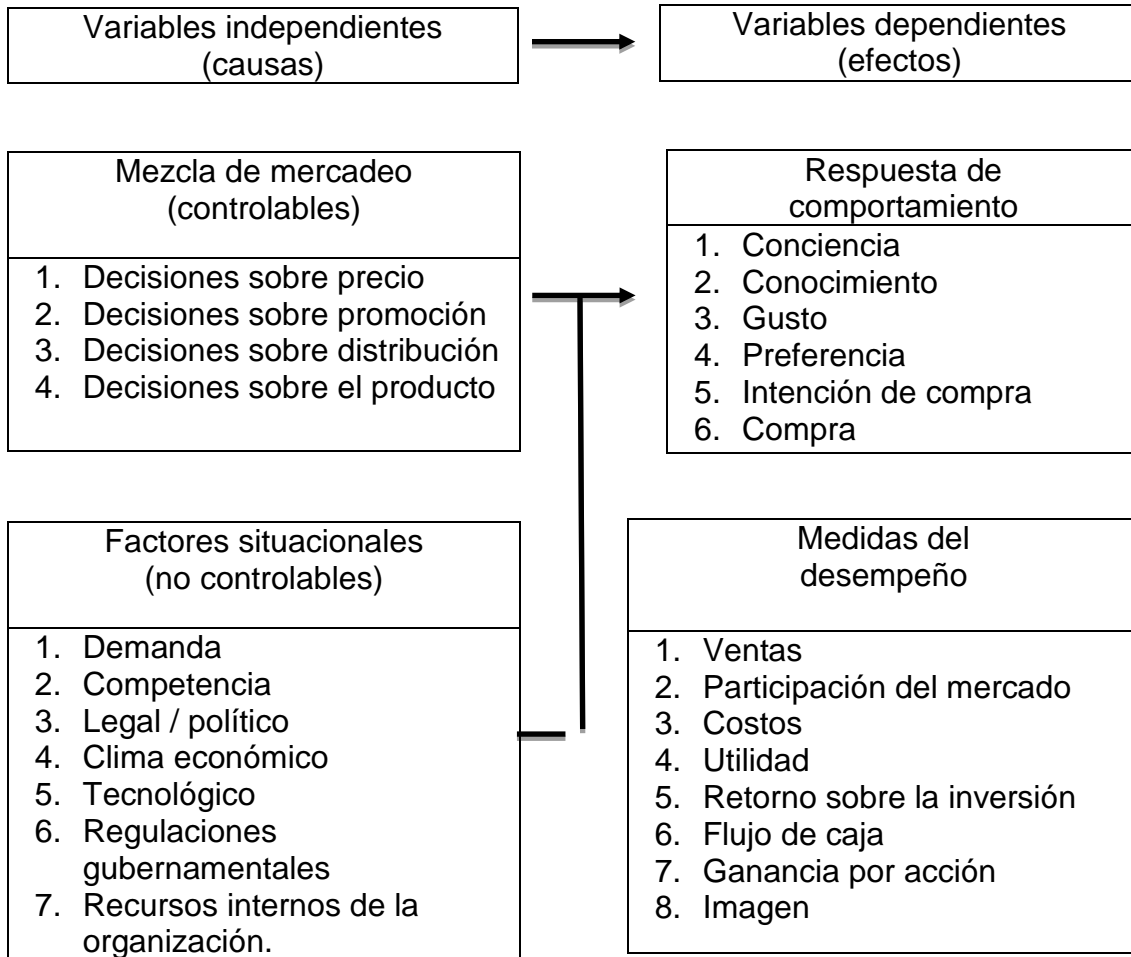 Variables independientes
(causas)
Variables dependientes
(efectos)
Mezcla de mercadeo
(controlables)
1. Decisiones sobre precio
2. Decisiones sobre promoción
3. Decisiones sobre distribución
4. Decisiones sobre el producto
Respuesta de
comportamiento
1. Conciencia
2. Conocimiento
3. Gusto
4. Preferencia
5. Intención de compra
6. Compra
Factores situacionales
(no controlables)
1. Demanda
2. Competencia
3. Legal / político
4. Clima económico
5. Tecnológico
6. Regulaciones
gubernamentales
7. Recursos internos de la
organización.
Medidas del
desempeño
1. Ventas
2. Participación del mercado
3. Costos
4. Utilidad
5. Retorno sobre la inversión
6. Flujo de caja
7. Ganancia por acción
8. Imagen